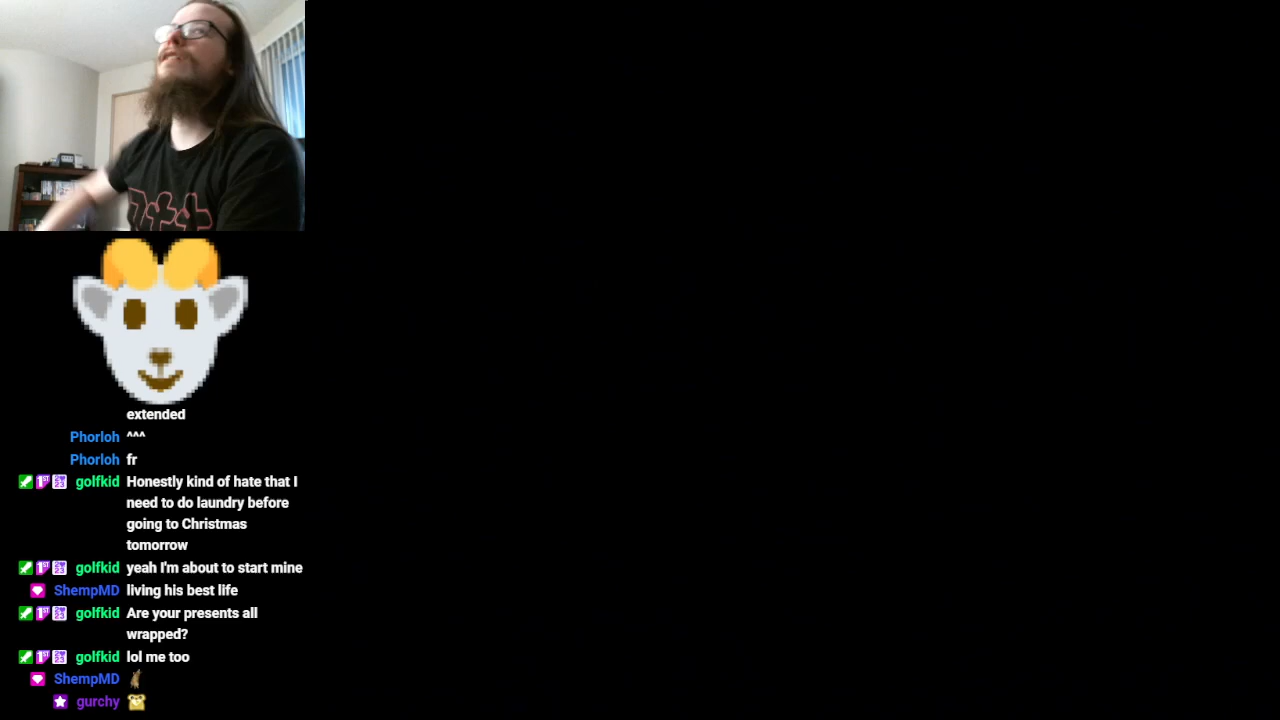 extended
Phorloh ^^^
Phorloh fr
golfkid Honestly kind of hate that I
need to do laundry before
going to Christmas
tomorrow
golfkid yeah I'm about to start mine
ShempMD living his best life
golfkid Are your presents all
wrapped?
golfkid lol me too
ShempMD
gurchy